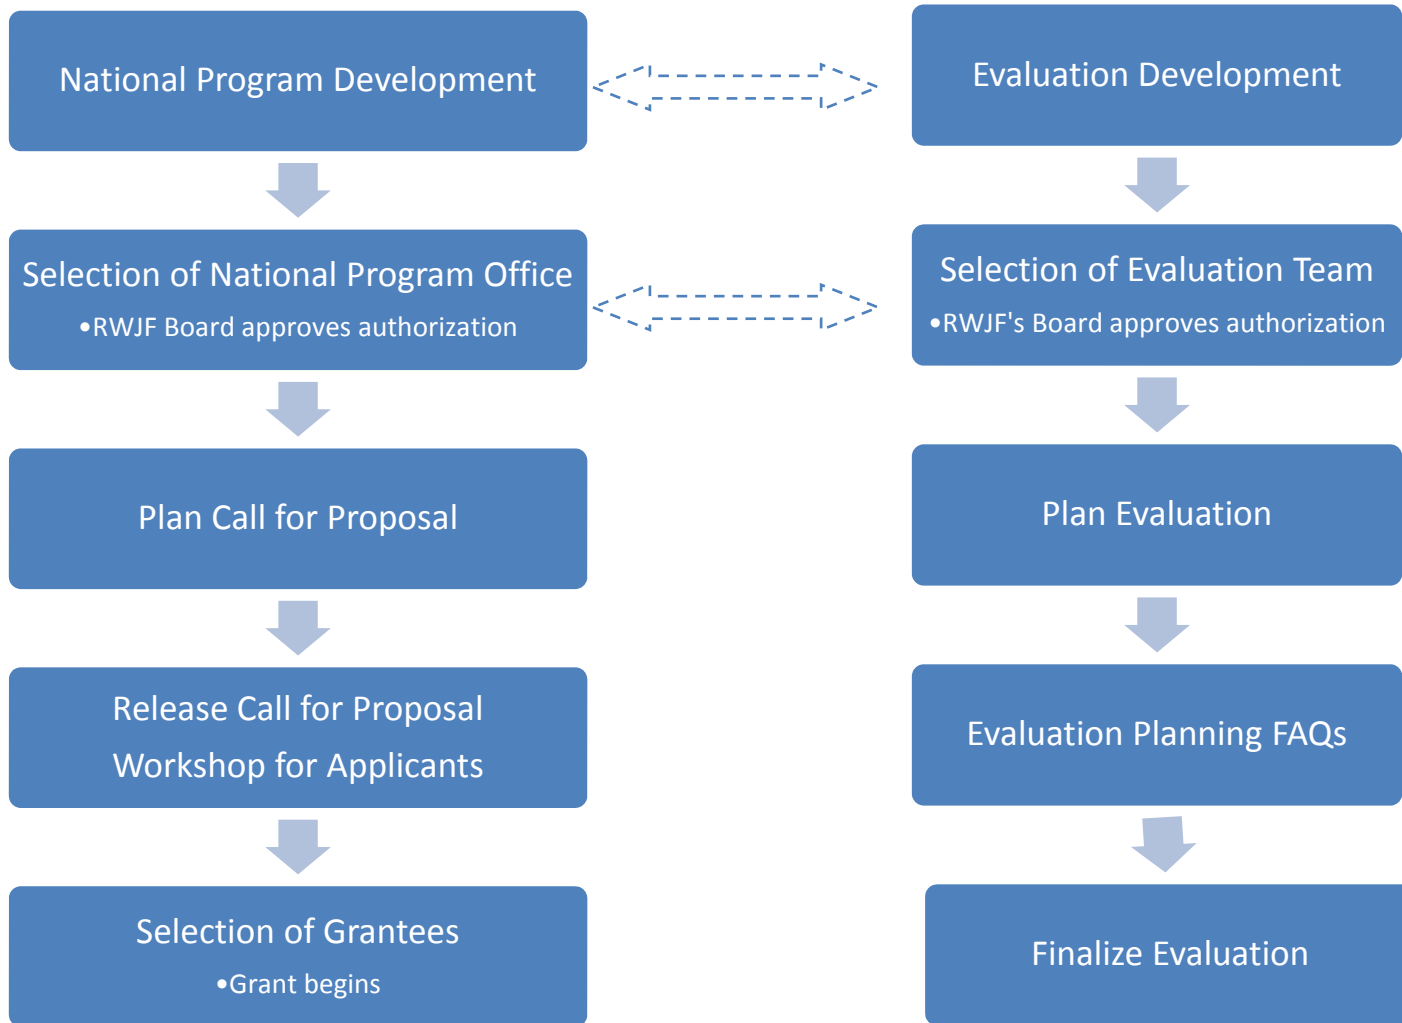 National Program Development
Evaluation Development
Selection of National Program Office
•RWJF Board approves authorization
Selection of Evaluation Team
•RWJF's Board approves authorization
Plan Call for Proposal
Plan Evaluation
Release Call for Proposal
Workshop for Applicants
Evaluation Planning FAQs
Selection of Grantees
•Grant begins
Finalize Evaluation